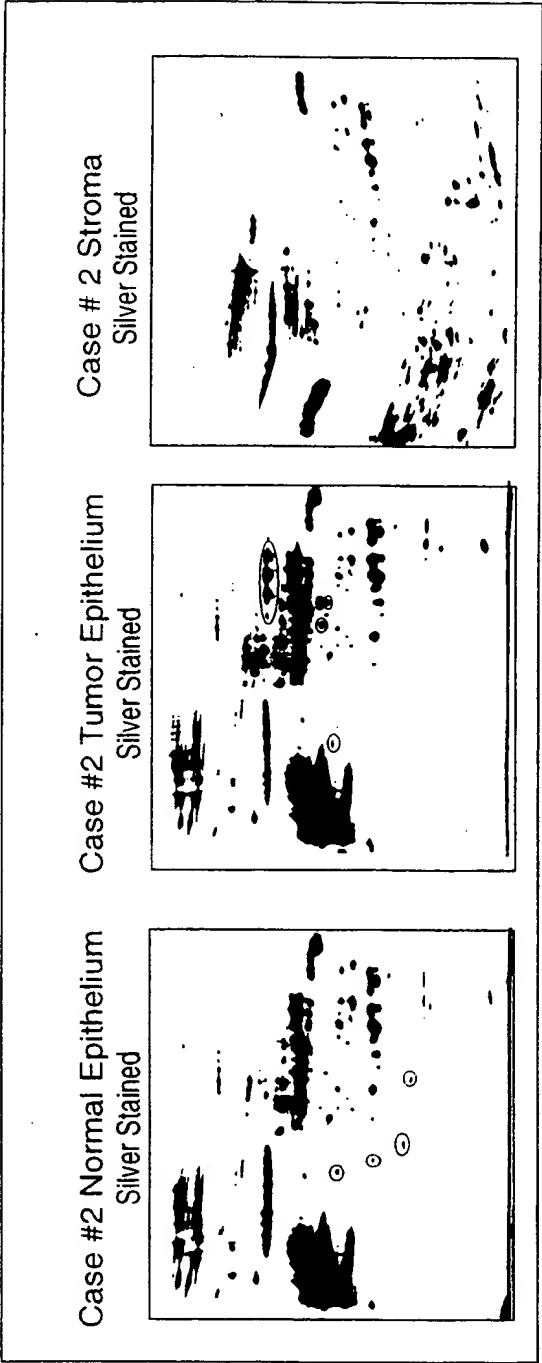 Case #2 Normal Epithelium
Silver Stained
Case #2 Tumor Epithelium
Silver Stained
Case # 2 Stroma
Silver Stained